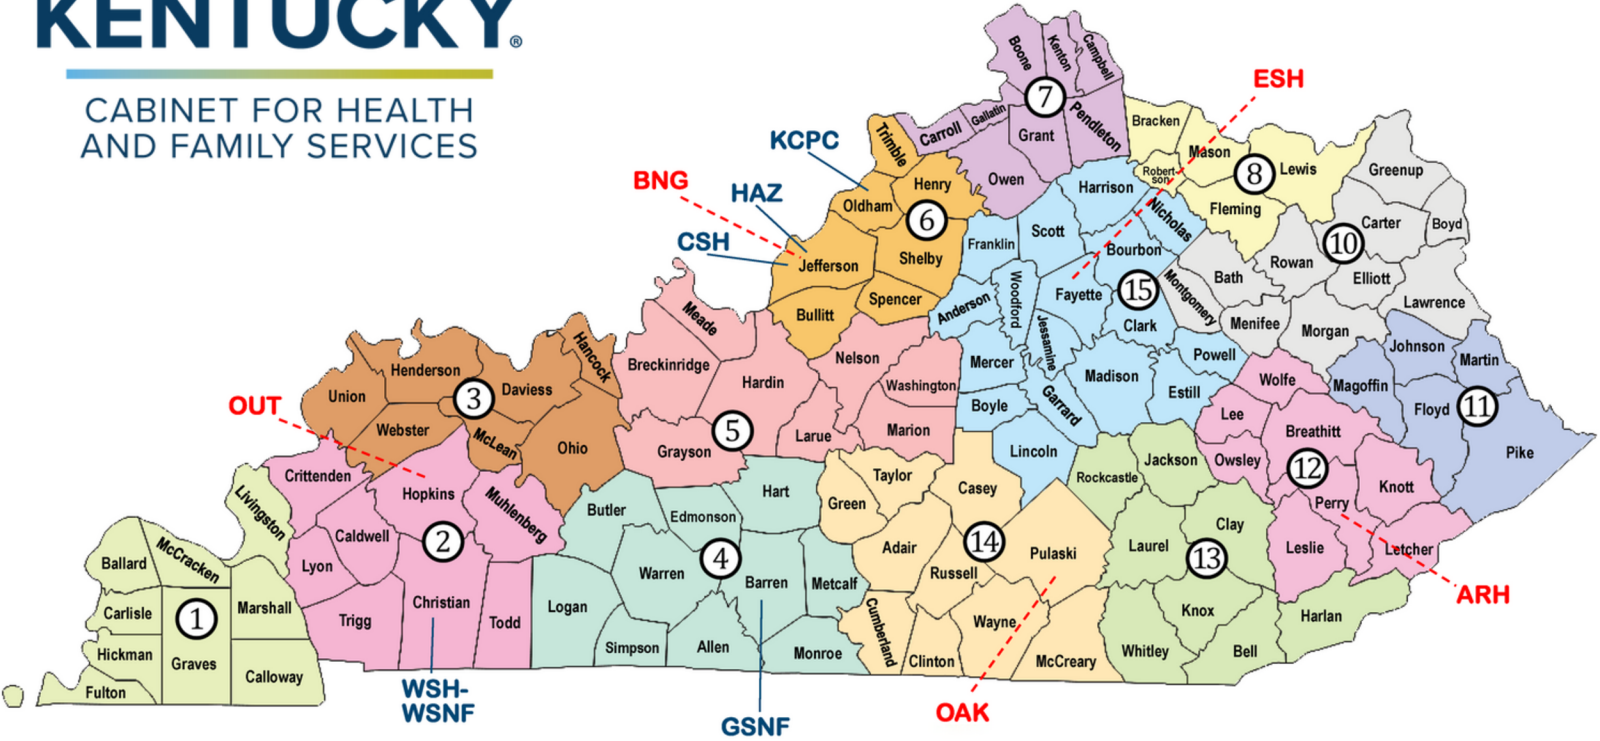 KENTUCKY®
CABINET FOR HEALTH
AND FAMILY SERVICES
Boone
Kenton
Campbell
7
Carroll
Gallatin
Grant
Pendleton
Owen
ESH
KCPC
BNG
HAZ
CSH
Trimble
Henry
Oldham
6
Jefferson
Shelby
Spencer
Bullitt
Bracken
Mason
Robert-
son
8
Lewis
Fleming
Greenup
Carter
Boyd
10
Rowan
Elliott
Bath
Lawrence
Montgomery
Menifee
Morgan
Harrison
Nicholas
Scott
Franklin
Bourbon
Woodford
Fayette
15
Anderson
Clark
Jessamine
Mercer
Powell
Madison
Estill
Boyle
Garrard
Lincoln
Johnson
Martin
Magoffin
Floyd
11
Pike
Wolfe
Lee
Breathitt
Owsley
12
Knott
Perry
Leslie
Letcher
ARH
Meade
Breckinridge
Nelson
Hardin
Washington
5
Larue
Marion
Grayson
Hancock
Henderson
Daviess
Union
3
Webster
McLean
Ohio
OUT
Crittenden
Hopkins
Muhlenberg
Caldwell
2
Lyon
Christian
Trigg
Todd
WSH-
WSNF
Livingston
McCracken
Ballard
Carlisle
1
Marshall
Hickman
Graves
Calloway
Fulton
Hart
Butler
Edmonson
4
Warren
Barren
Metcalf
Logan
Simpson
Allen
Monroe
GSNF
Taylor
Green
Casey
14
Adair
Pulaski
Russell
Cumberland
Wayne
Clinton
McCreary
OAK
Rockcastle
Jackson
Clay
Laurel
13
Knox
Harlan
Whitley
Bell